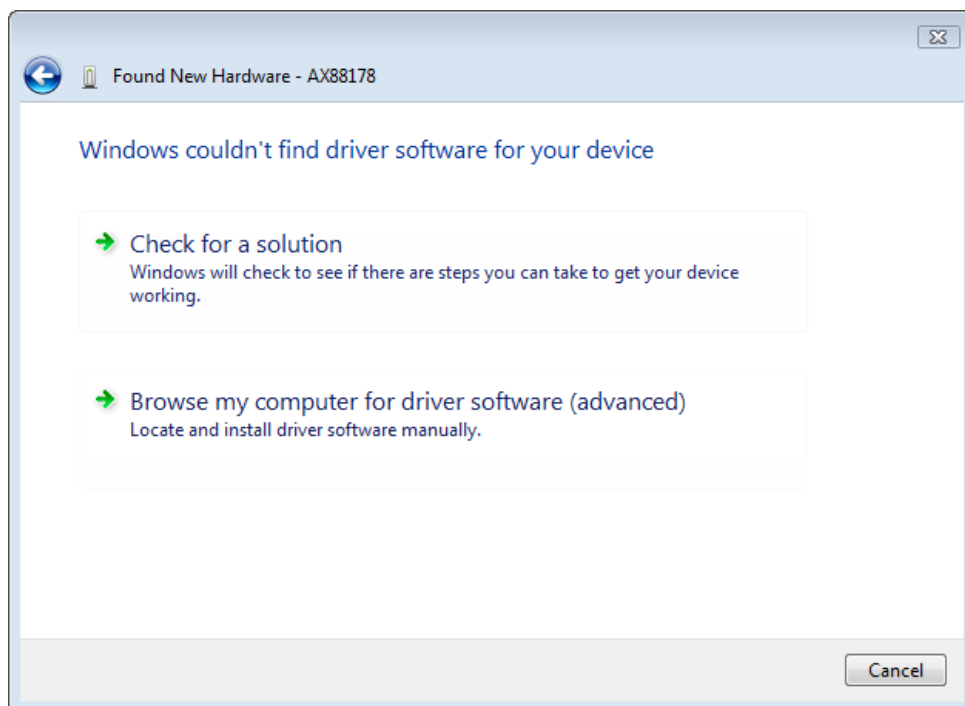 Found New Hardware - AX88178
Windows couldn't find driver software for your device
Check for a solution
Windows will check to see if there are steps you can take to get your device
working.
Browse my computer for driver software (advanced)
Locate and install driver software manually.
Cancel